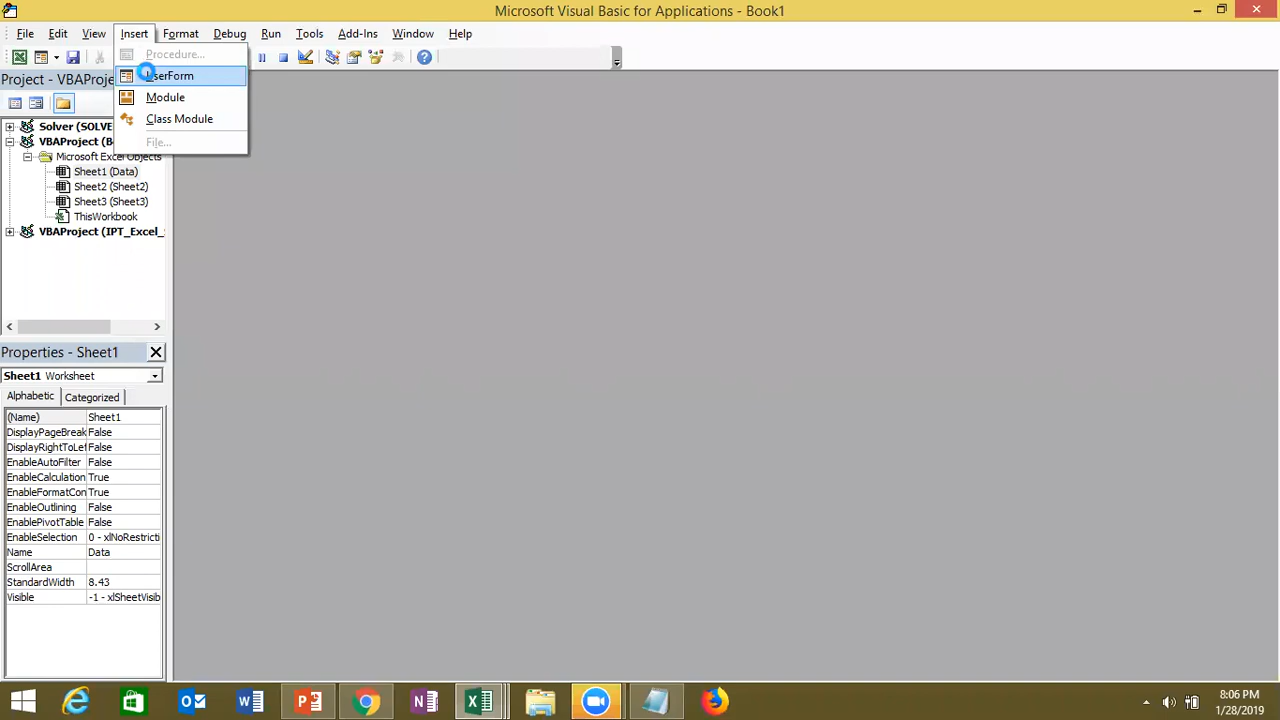 Microsoft Visual Basic for Applications - Book1
File Edit View Insert Format Debug Run Tools Add-Ins Window Help
Procedure...
UserForm
Module
Class Module
File...
Project - VBAProje
Solver (SOLVE
VBAProject (B
Microsoft Excel Objects
Sheet1 (Data)
Sheet2 (Sheet2)
Sheet3 (Sheet3)
ThisWorkbook
VBAProject (IPT_Excel_
Properties - Sheet1
Sheet1 Worksheet
Alphabetic Categorized
(Name) Sheet1
DisplayPageBreak False
DisplayRightToLef False
EnableAutoFilter False
EnableCalculation True
EnableFormatCon True
EnableOutlining False
EnablePivotTable False
EnableSelection 0 - xlNoRestricti
Name Data
ScrollArea
StandardWidth 8.43
Visible -1 - xlSheetVisib
8:06 PM
1/28/2019